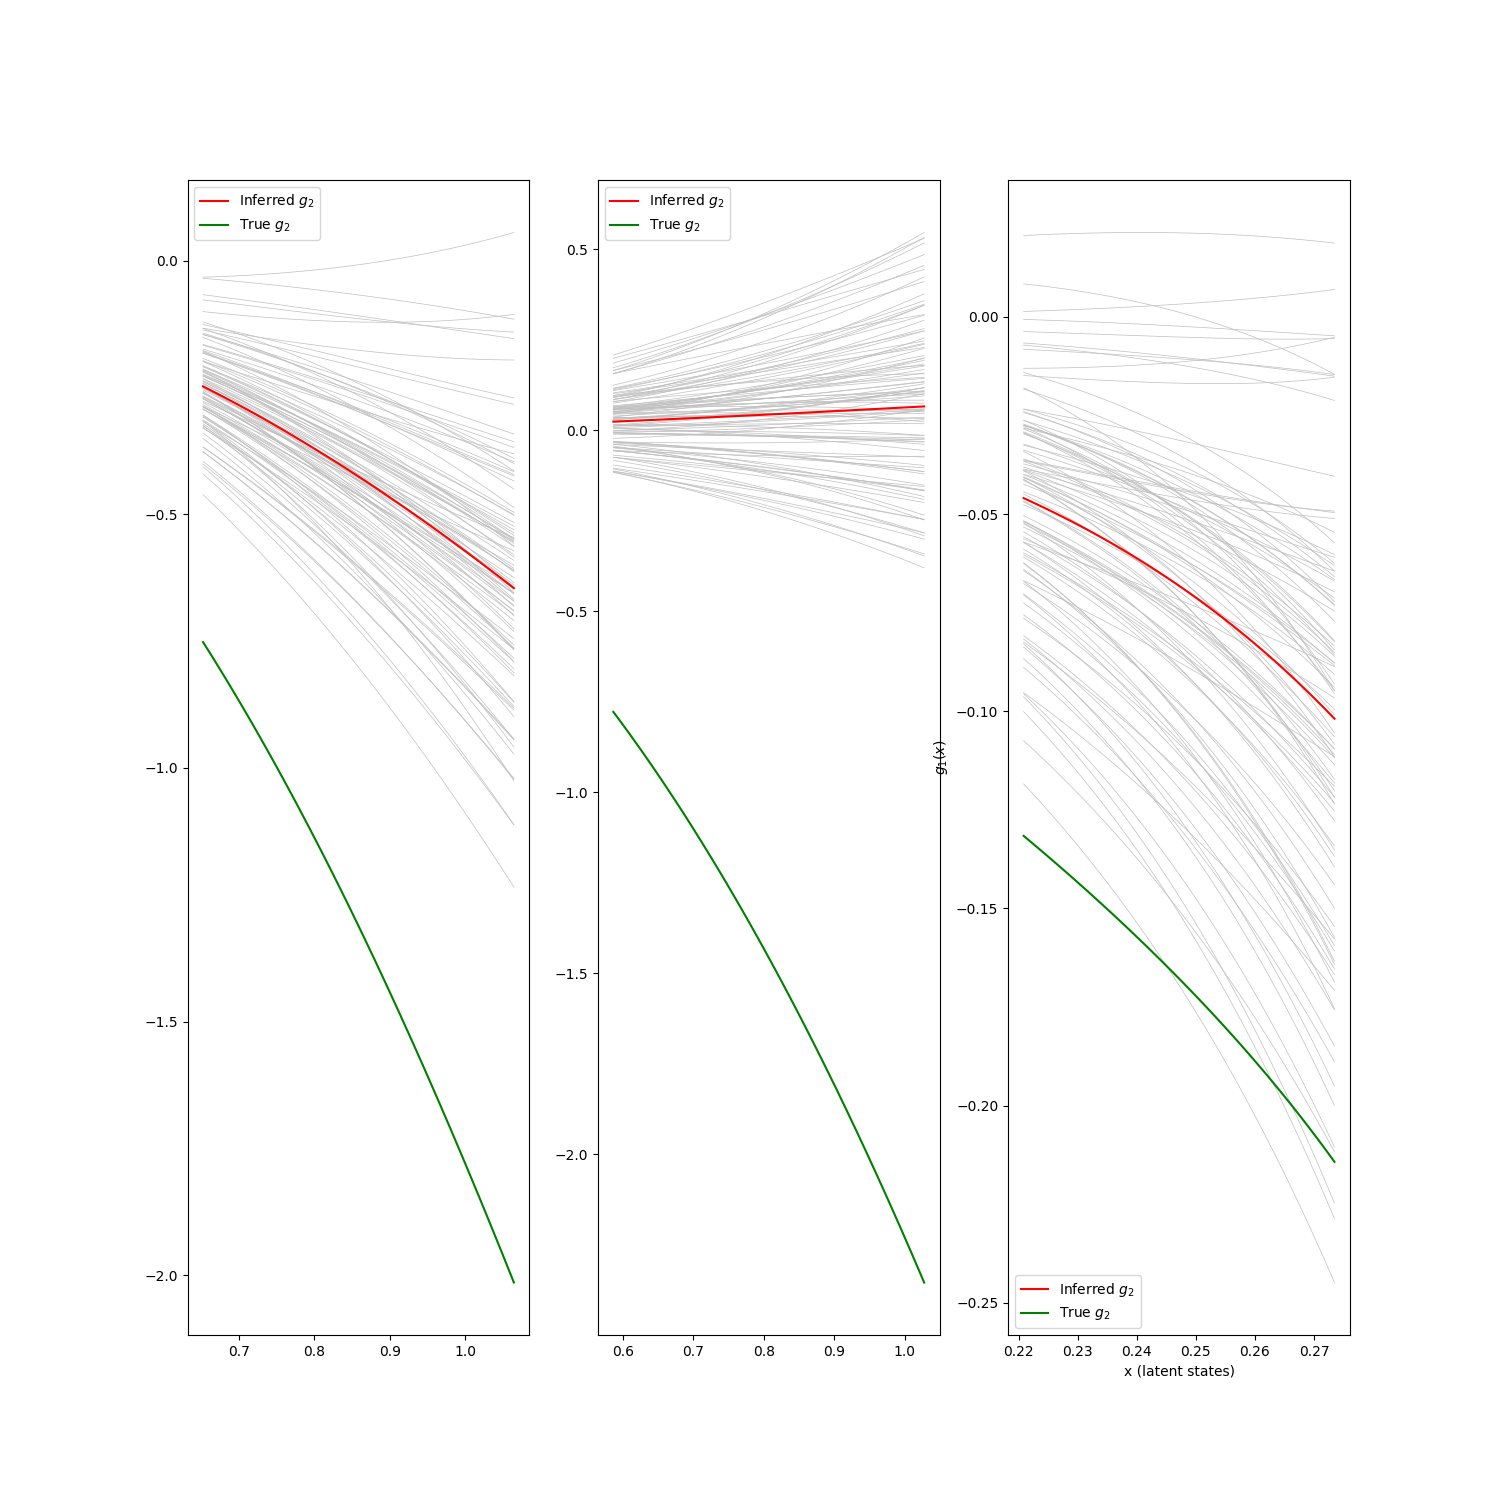 Inferred g₂
True g₂
0.0
−0.5
−1.0
−1.5
−2.0
0.7 0.8 0.9 1.0
Inferred g₂
True g₂
0.5
0.0
−0.5
−1.0
−1.5
−2.0
0.6 0.7 0.8 0.9 1.0
g₁(x)
0.00
−0.05
−0.10
−0.15
−0.20
−0.25
Inferred g₂
True g₂
0.22 0.23 0.24 0.25 0.26 0.27
x (latent states)